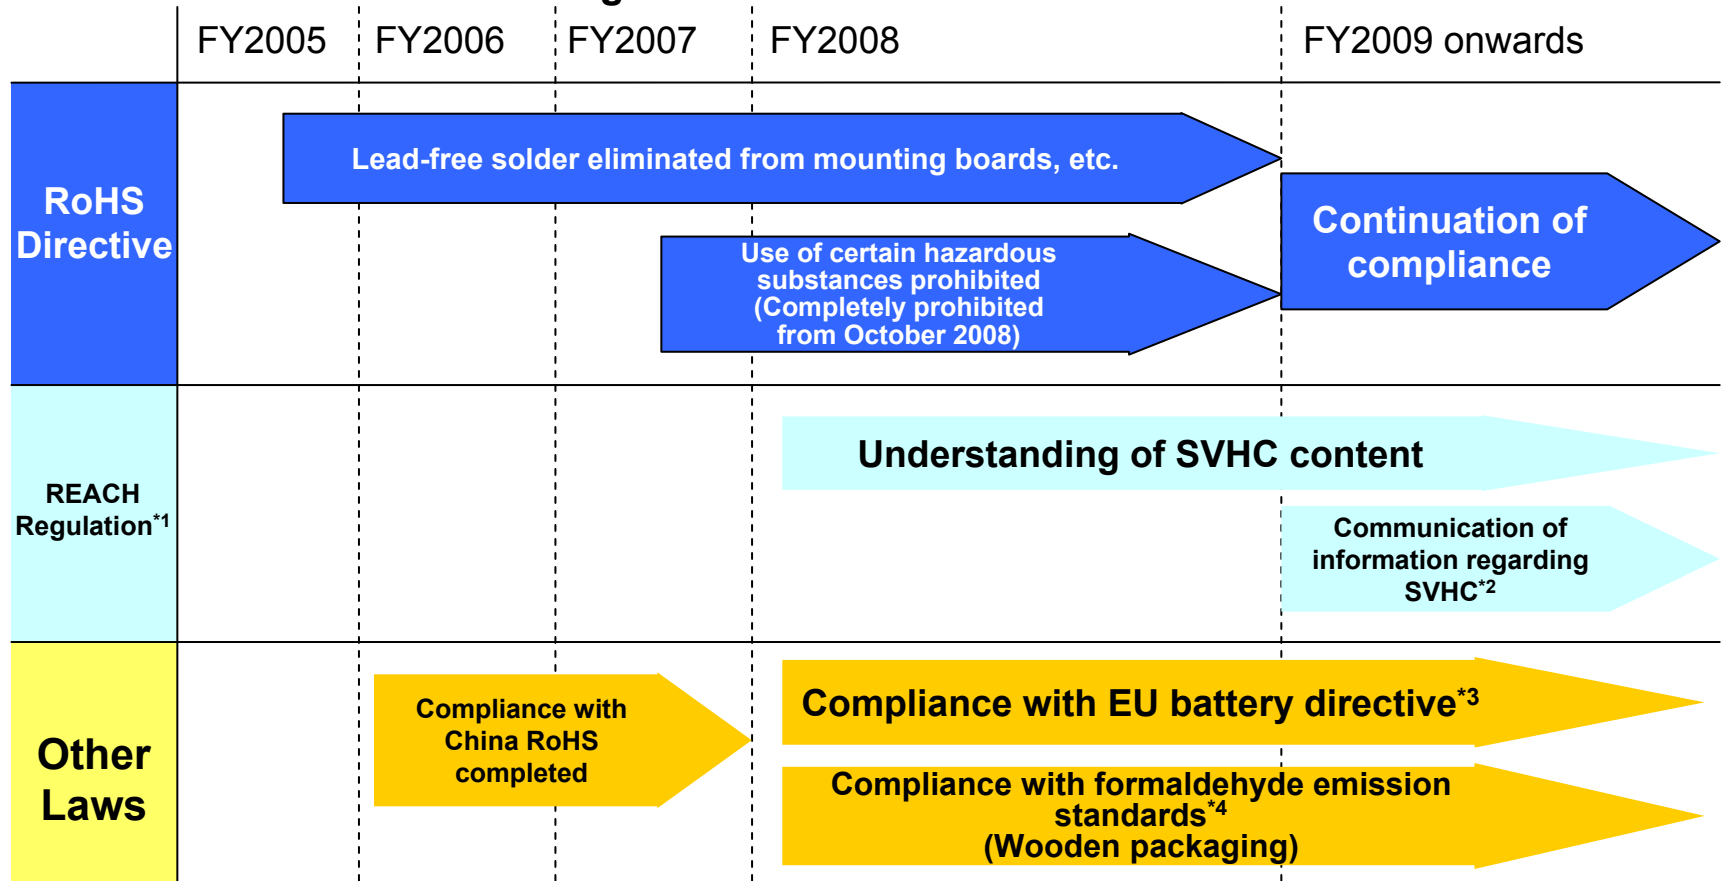 FY2005 FY2006 FY2007 FY2008 FY2009 onwards
RoHS
Directive
Lead-free solder eliminated from mounting boards, etc.
Use of certain hazardous
substances prohibited
(Completely prohibited
from October 2008)
Continuation of
compliance
REACH
Regulation*1
Understanding of SVHC content
Communication of
information regarding
SVHC*2
Other
Laws
Compliance with
China RoHS
completed
Compliance with EU battery directive*3
Compliance with formaldehyde emission
standards*4
(Wooden packaging)